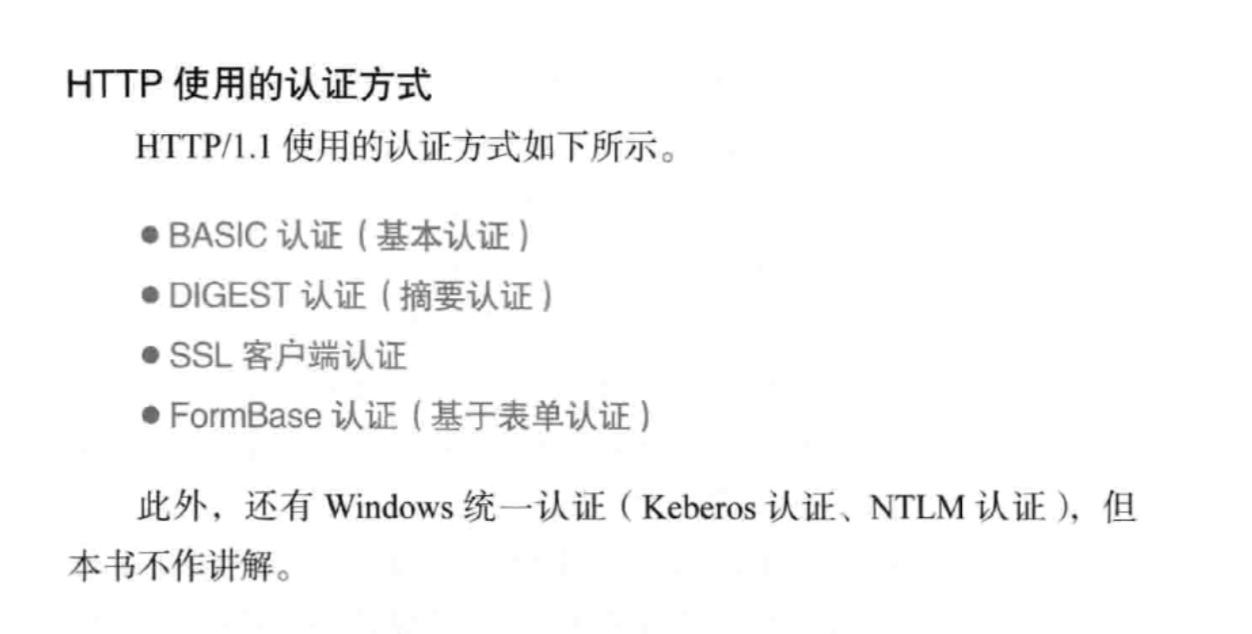 HTTP 使用的认证方式
HTTP/1.1 使用的认证方式如下所示。
● BASIC 认证（基本认证）
● DIGEST 认证（摘要认证）
● SSL 客户端认证
● FormBase 认证（基于表单认证）
此外，还有 Windows 统一认证（Keberos 认证、NTLM 认证），但
本书不作讲解。